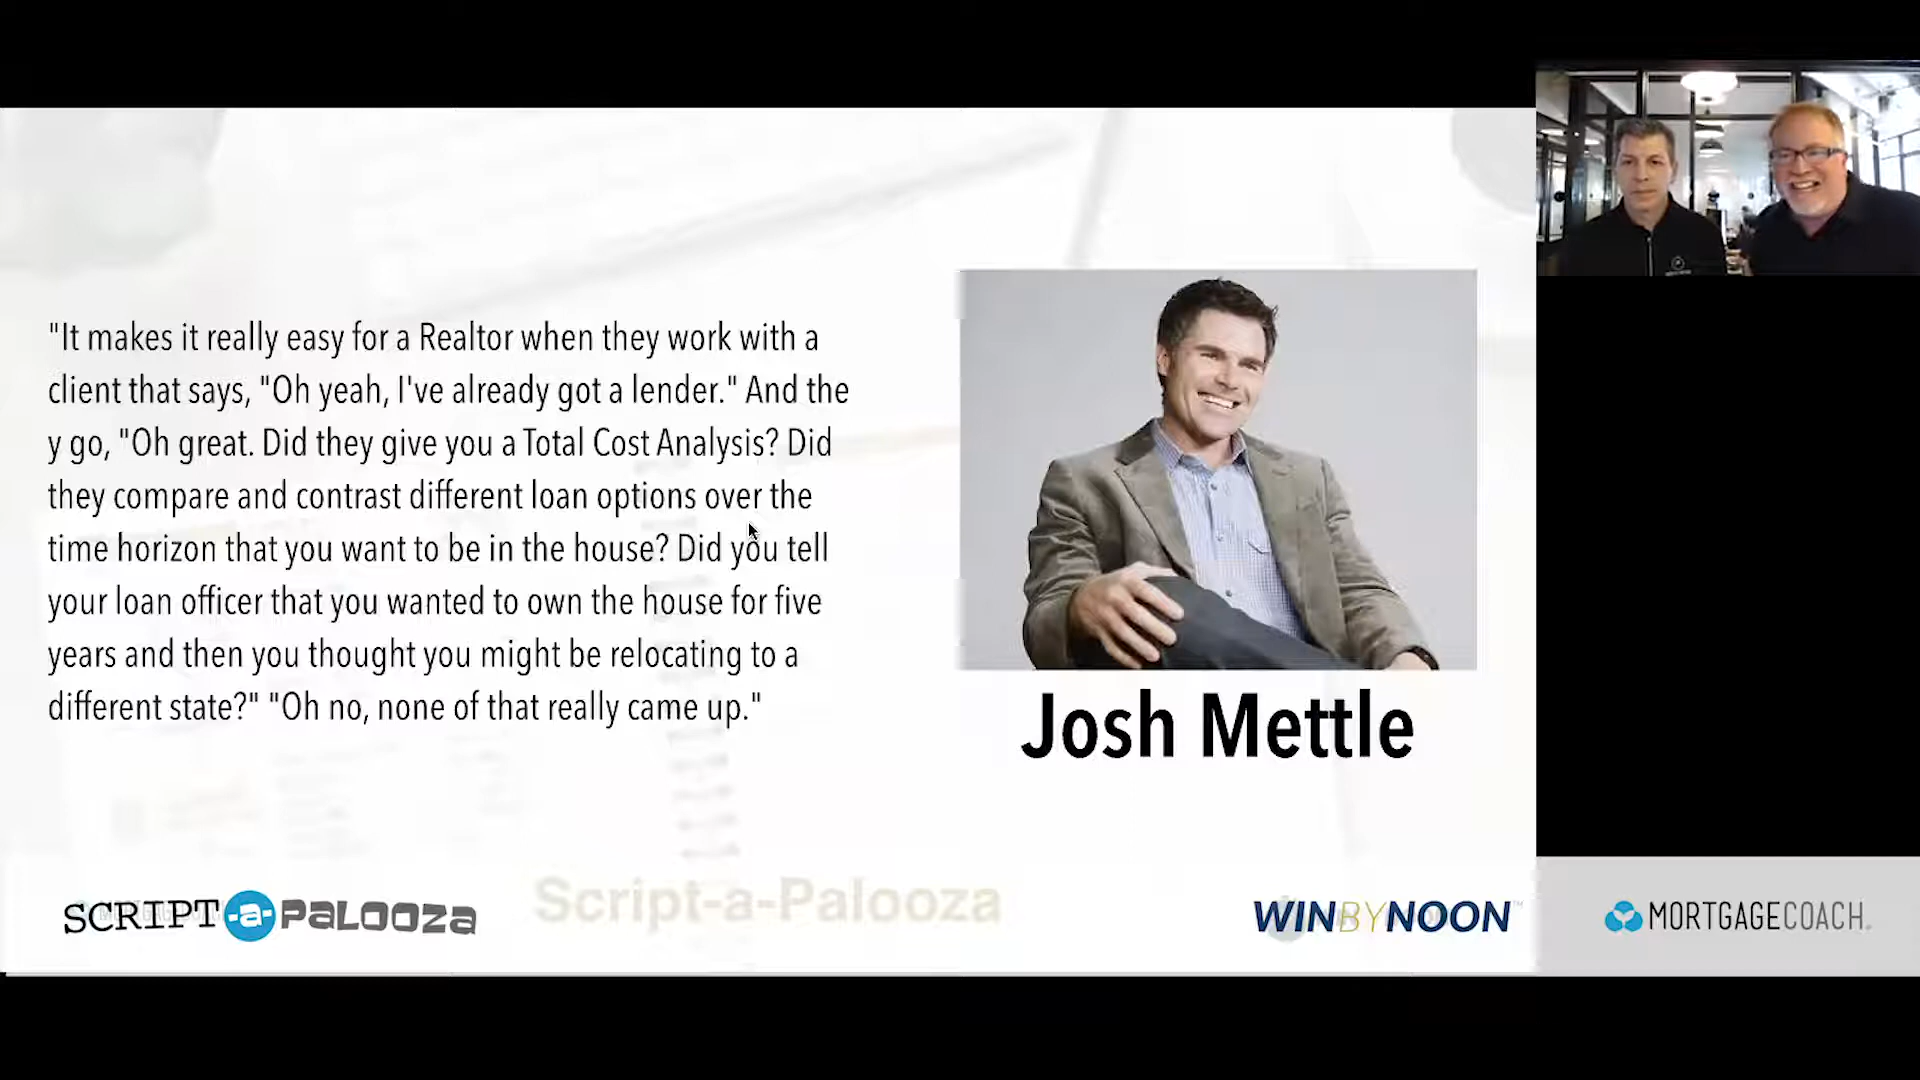 "It makes it really easy for a Realtor when they work with a
client that says, "Oh yeah, I've already got a lender." And the
y go, "Oh great. Did they give you a Total Cost Analysis? Did
they compare and contrast different loan options over the
time horizon that you want to be in the house? Did you tell
your loan officer that you wanted to own the house for five
years and then you thought you might be relocating to a
different state?" "Oh no, none of that really came up."
Josh Mettle
SCRIPT-a-PALOOZA
Script-a-Palooza
WINBYNOON™
MORTGAGECOACH